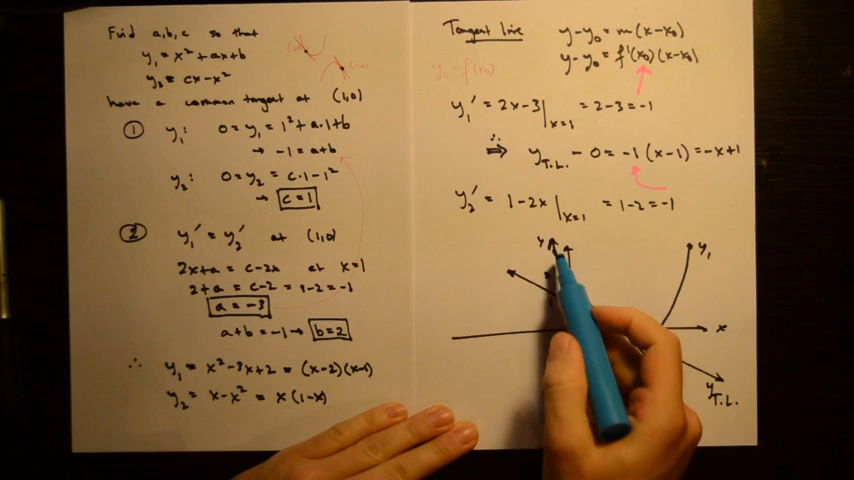 Find a,b,c so that
y₁ = x² + ax + b
y₂ = cx - x²
have a common tangent at (1,0)
① y₁: 0 = y₁ = 1² + a·1 + b
→ -1 = a+b
y₂: 0 = y₂ = c·1 - 1²
→ c = 1
② y₁' = y₂' at (1,0)
2x + a = c - 2x at x=1
2 + a = c - 2 = 1 - 2 = -1
a = -3
a+b = -1 → b = 2
∴ y₁ = x² - 3x + 2 = (x-2)(x-1)
y₂ = x - x² = x(1-x)
Tangent line
y - y₀ = m(x - x₀)
y - y₀ = f'(x₀)(x - x₀)
y₀ = f(x₀)
y₁' = 2x - 3 |ₓ₌₁ = 2 - 3 = -1
∴ ⇒ y_T.L. - 0 = -1(x-1) = -x+1
y₂' = 1 - 2x |ₓ₌₁ = 1 - 2 = -1
y
y₁
x
y_T.L.